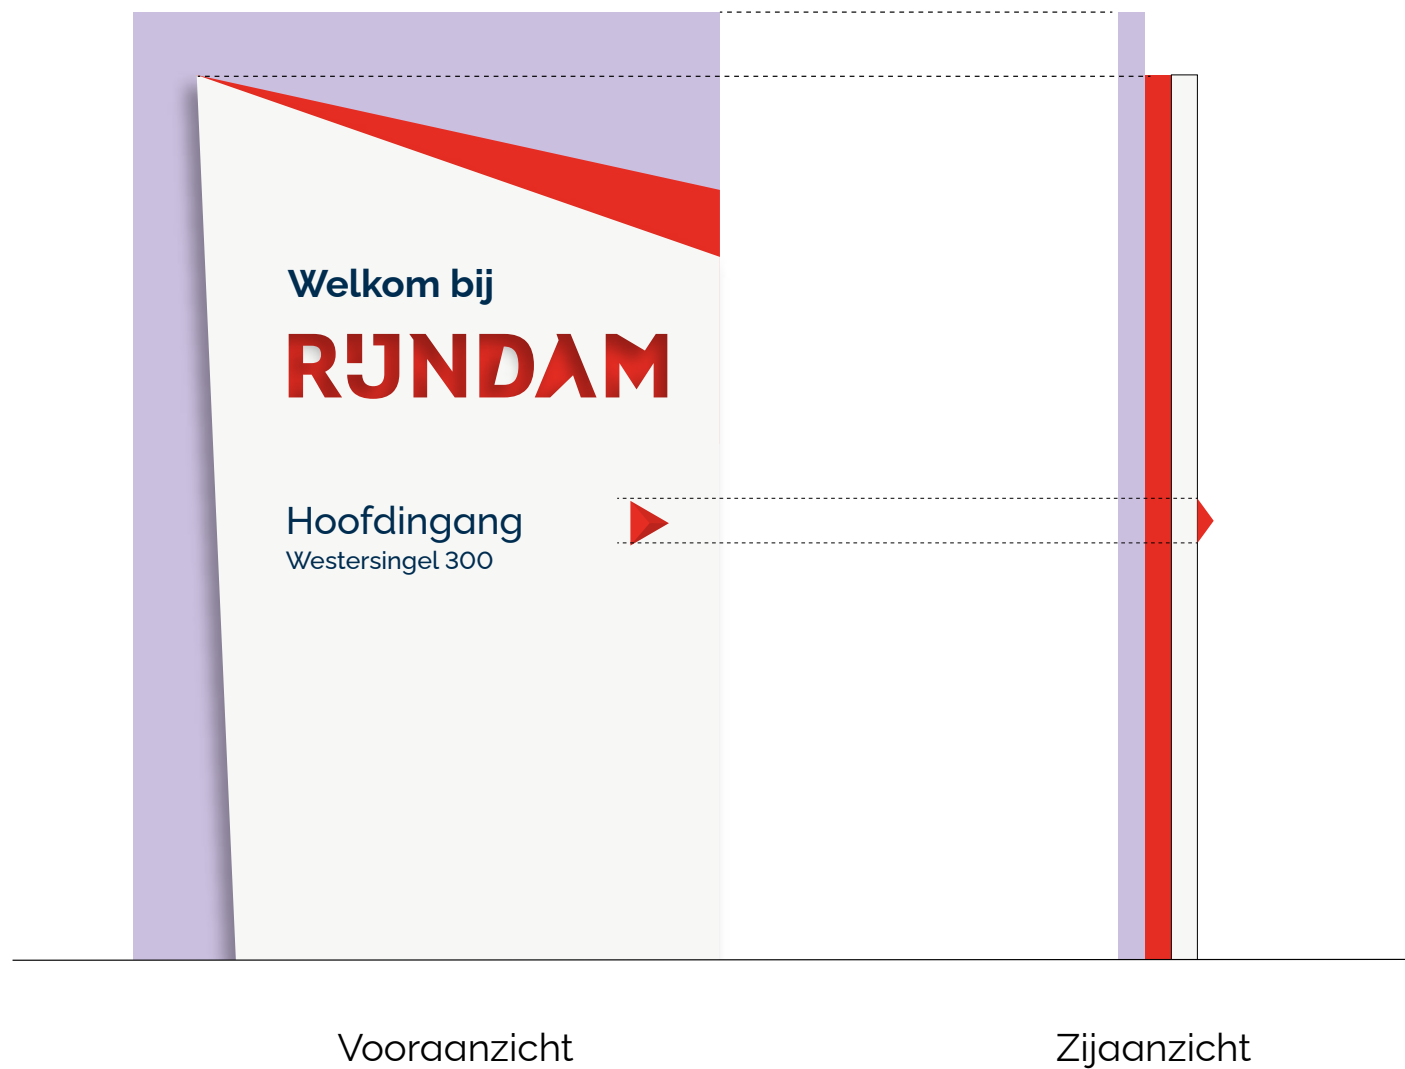 Welkom bij
RIJNDAM
Hoofdingang
Westersingel 300
Vooraanzicht
Zijaanzicht